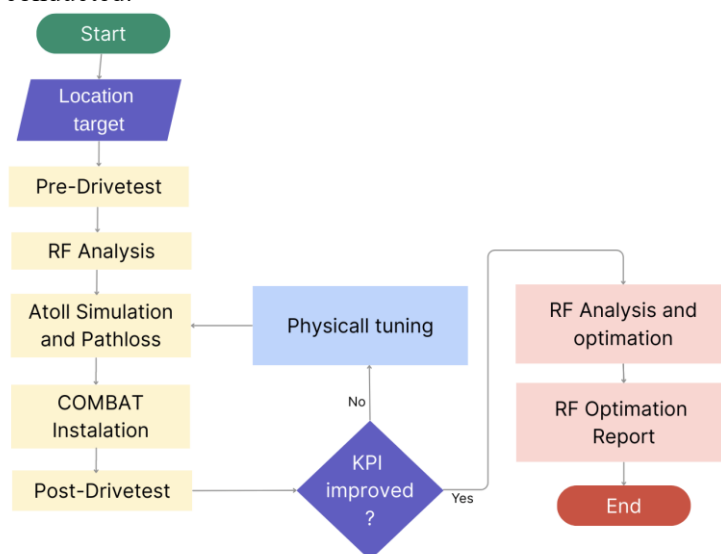 conducted.
Start
Location
target
Pre-Drivetest
RF Analysis
Atoll Simulation
and Pathloss
COMBAT
Instalation
Post-Drivetest
Physicall tuning
No
KPI
improved
?
Yes
RF Analysis and
optimation
RF Optimation
Report
End